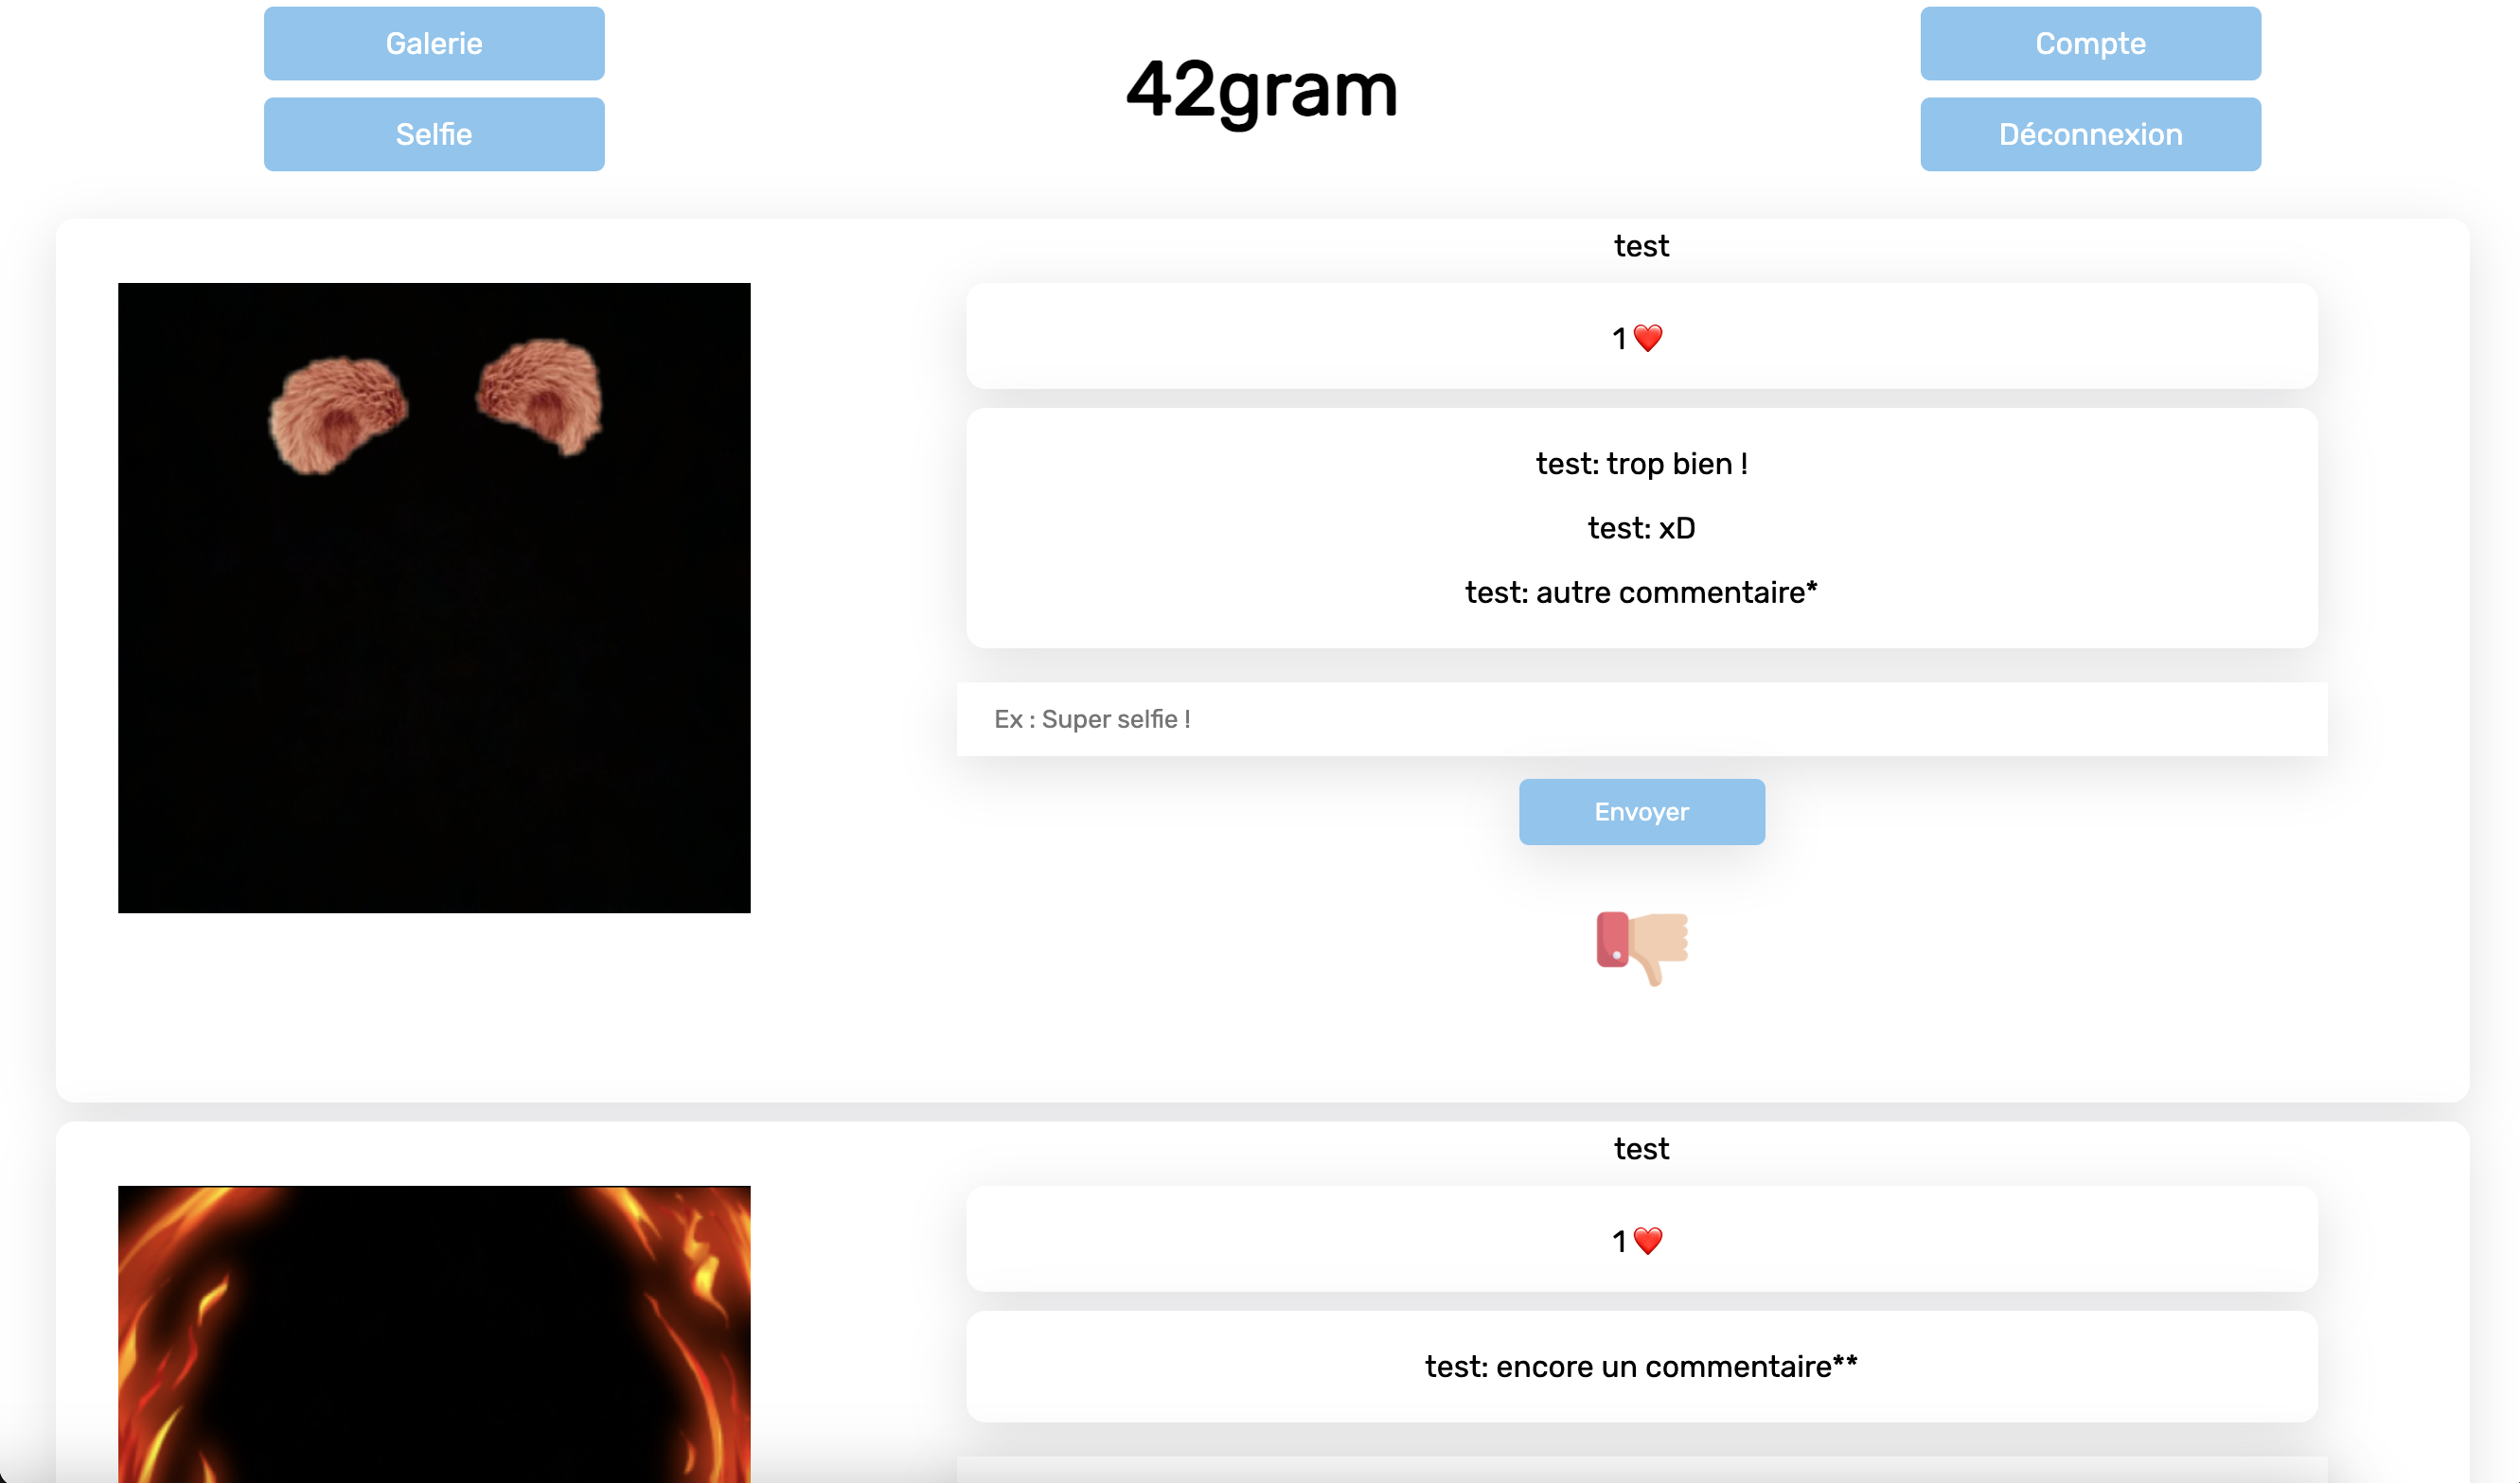 Galerie
Selfie
42gram
Compte
Déconnexion
test
1 ❤️
test: trop bien !
test: xD
test: autre commentaire*
Ex : Super selfie !
Envoyer
test
1 ❤️
test: encore un commentaire**